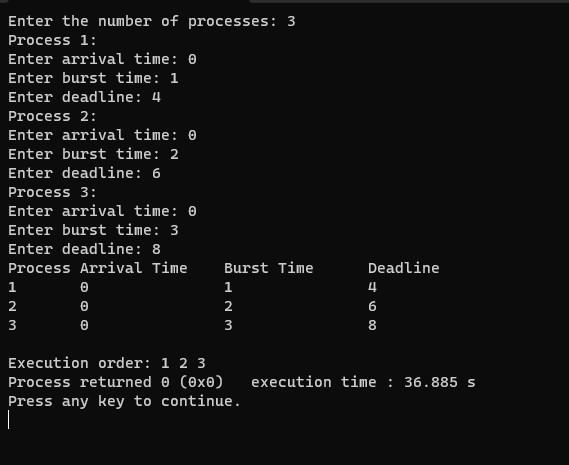 Enter the number of processes: 3
Process 1:
Enter arrival time: 0
Enter burst time: 1
Enter deadline: 4
Process 2:
Enter arrival time: 0
Enter burst time: 2
Enter deadline: 6
Process 3:
Enter arrival time: 0
Enter burst time: 3
Enter deadline: 8
Process Arrival Time    Burst Time      Deadline
1       0               1               4
2       0               2               6
3       0               3               8
Execution order: 1 2 3
Process returned 0 (0x0)   execution time : 36.885 s
Press any key to continue.